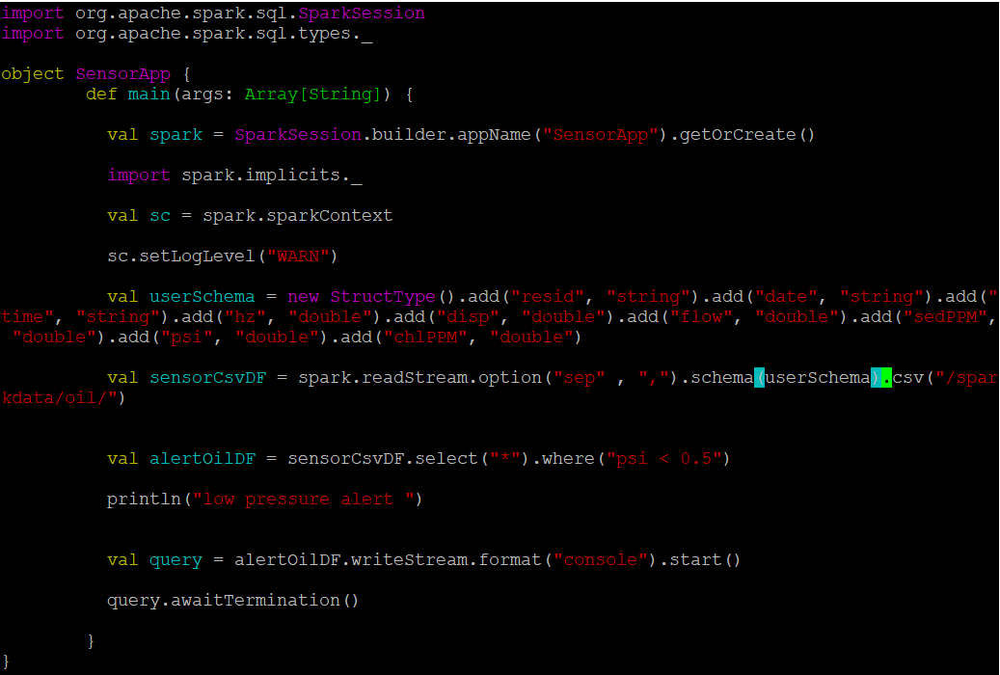 import org.apache.spark.sql.SparkSession
import org.apache.spark.sql.types._
object SensorApp {
def main(args: Array[String]) {
val spark = SparkSession.builder.appName("SensorApp").getOrCreate()
import spark.implicits._
val sc = spark.sparkContext
sc.setLogLevel("WARN")
val userSchema = new StructType().add("resid", "string").add("date", "string").add("
time", "string").add("hz", "double").add("disp", "double").add("flow", "double").add("sedPPM",
"double").add("psi", "double").add("chlPPM", "double")
val sensorCsvDF = spark.readStream.option("sep" , ",").schema(userSchema).csv("/spar
kdata/oil/")
val alertOilDF = sensorCsvDF.select("*").where("psi < 0.5")
println("low pressure alert ")
val query = alertOilDF.writeStream.format("console").start()
query.awaitTermination()
}
}